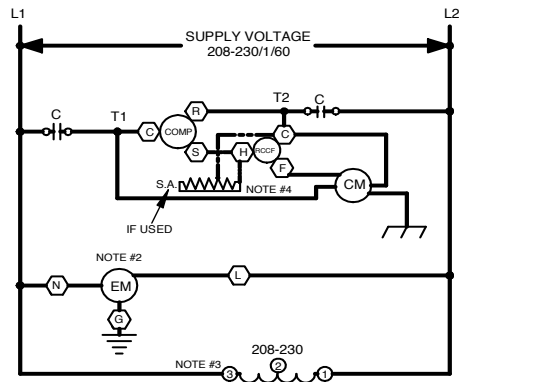 L1
L2
SUPPLY VOLTAGE
208-230/1/60
R
T2
C
C
T1
C
COMP
C
S
H
RCCF
F
S.A.
NOTE #4
CM
IF USED
NOTE #2
N
EM
L
G
208-230
NOTE #3
3
2
1